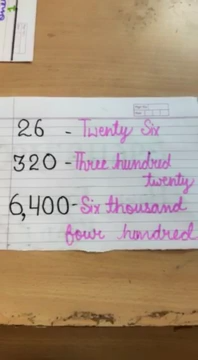 26 - Twenty Six
320 - Three hundred
twenty
6,400 - Six thousand
four hundred